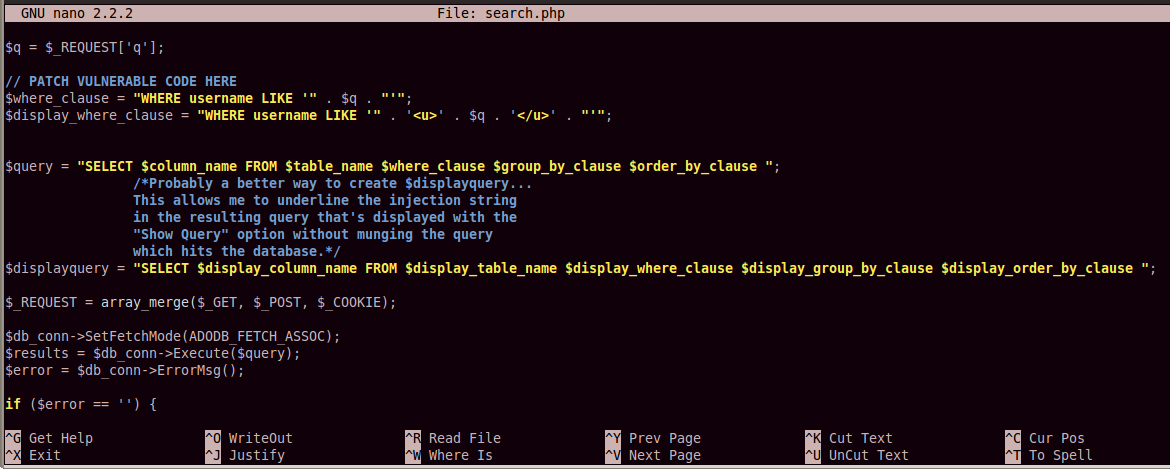 GNU nano 2.2.2 File: search.php
$q = $_REQUEST['q'];
// PATCH VULNERABLE CODE HERE
$where_clause = "WHERE username LIKE '" . $q . "'";
$display_where_clause = "WHERE username LIKE '" . '<u>' . $q . '</u>' . "'";
$query = "SELECT $column_name FROM $table_name $where_clause $group_by_clause $order_by_clause ";
/*Probably a better way to create $displayquery...
This allows me to underline the injection string
in the resulting query that's displayed with the
"Show Query" option without munging the query
which hits the database.*/
$displayquery = "SELECT $display_column_name FROM $display_table_name $display_where_clause $display_group_by_clause $display_order_by_clause ";
$_REQUEST = array_merge($_GET, $_POST, $_COOKIE);
$db_conn->SetFetchMode(ADODB_FETCH_ASSOC);
$results = $db_conn->Execute($query);
$error = $db_conn->ErrorMsg();
if ($error == '') {
^G Get Help ^O WriteOut ^R Read File ^Y Prev Page ^K Cut Text ^C Cur Pos
^X Exit ^J Justify ^W Where Is ^V Next Page ^U UnCut Text ^T To Spell